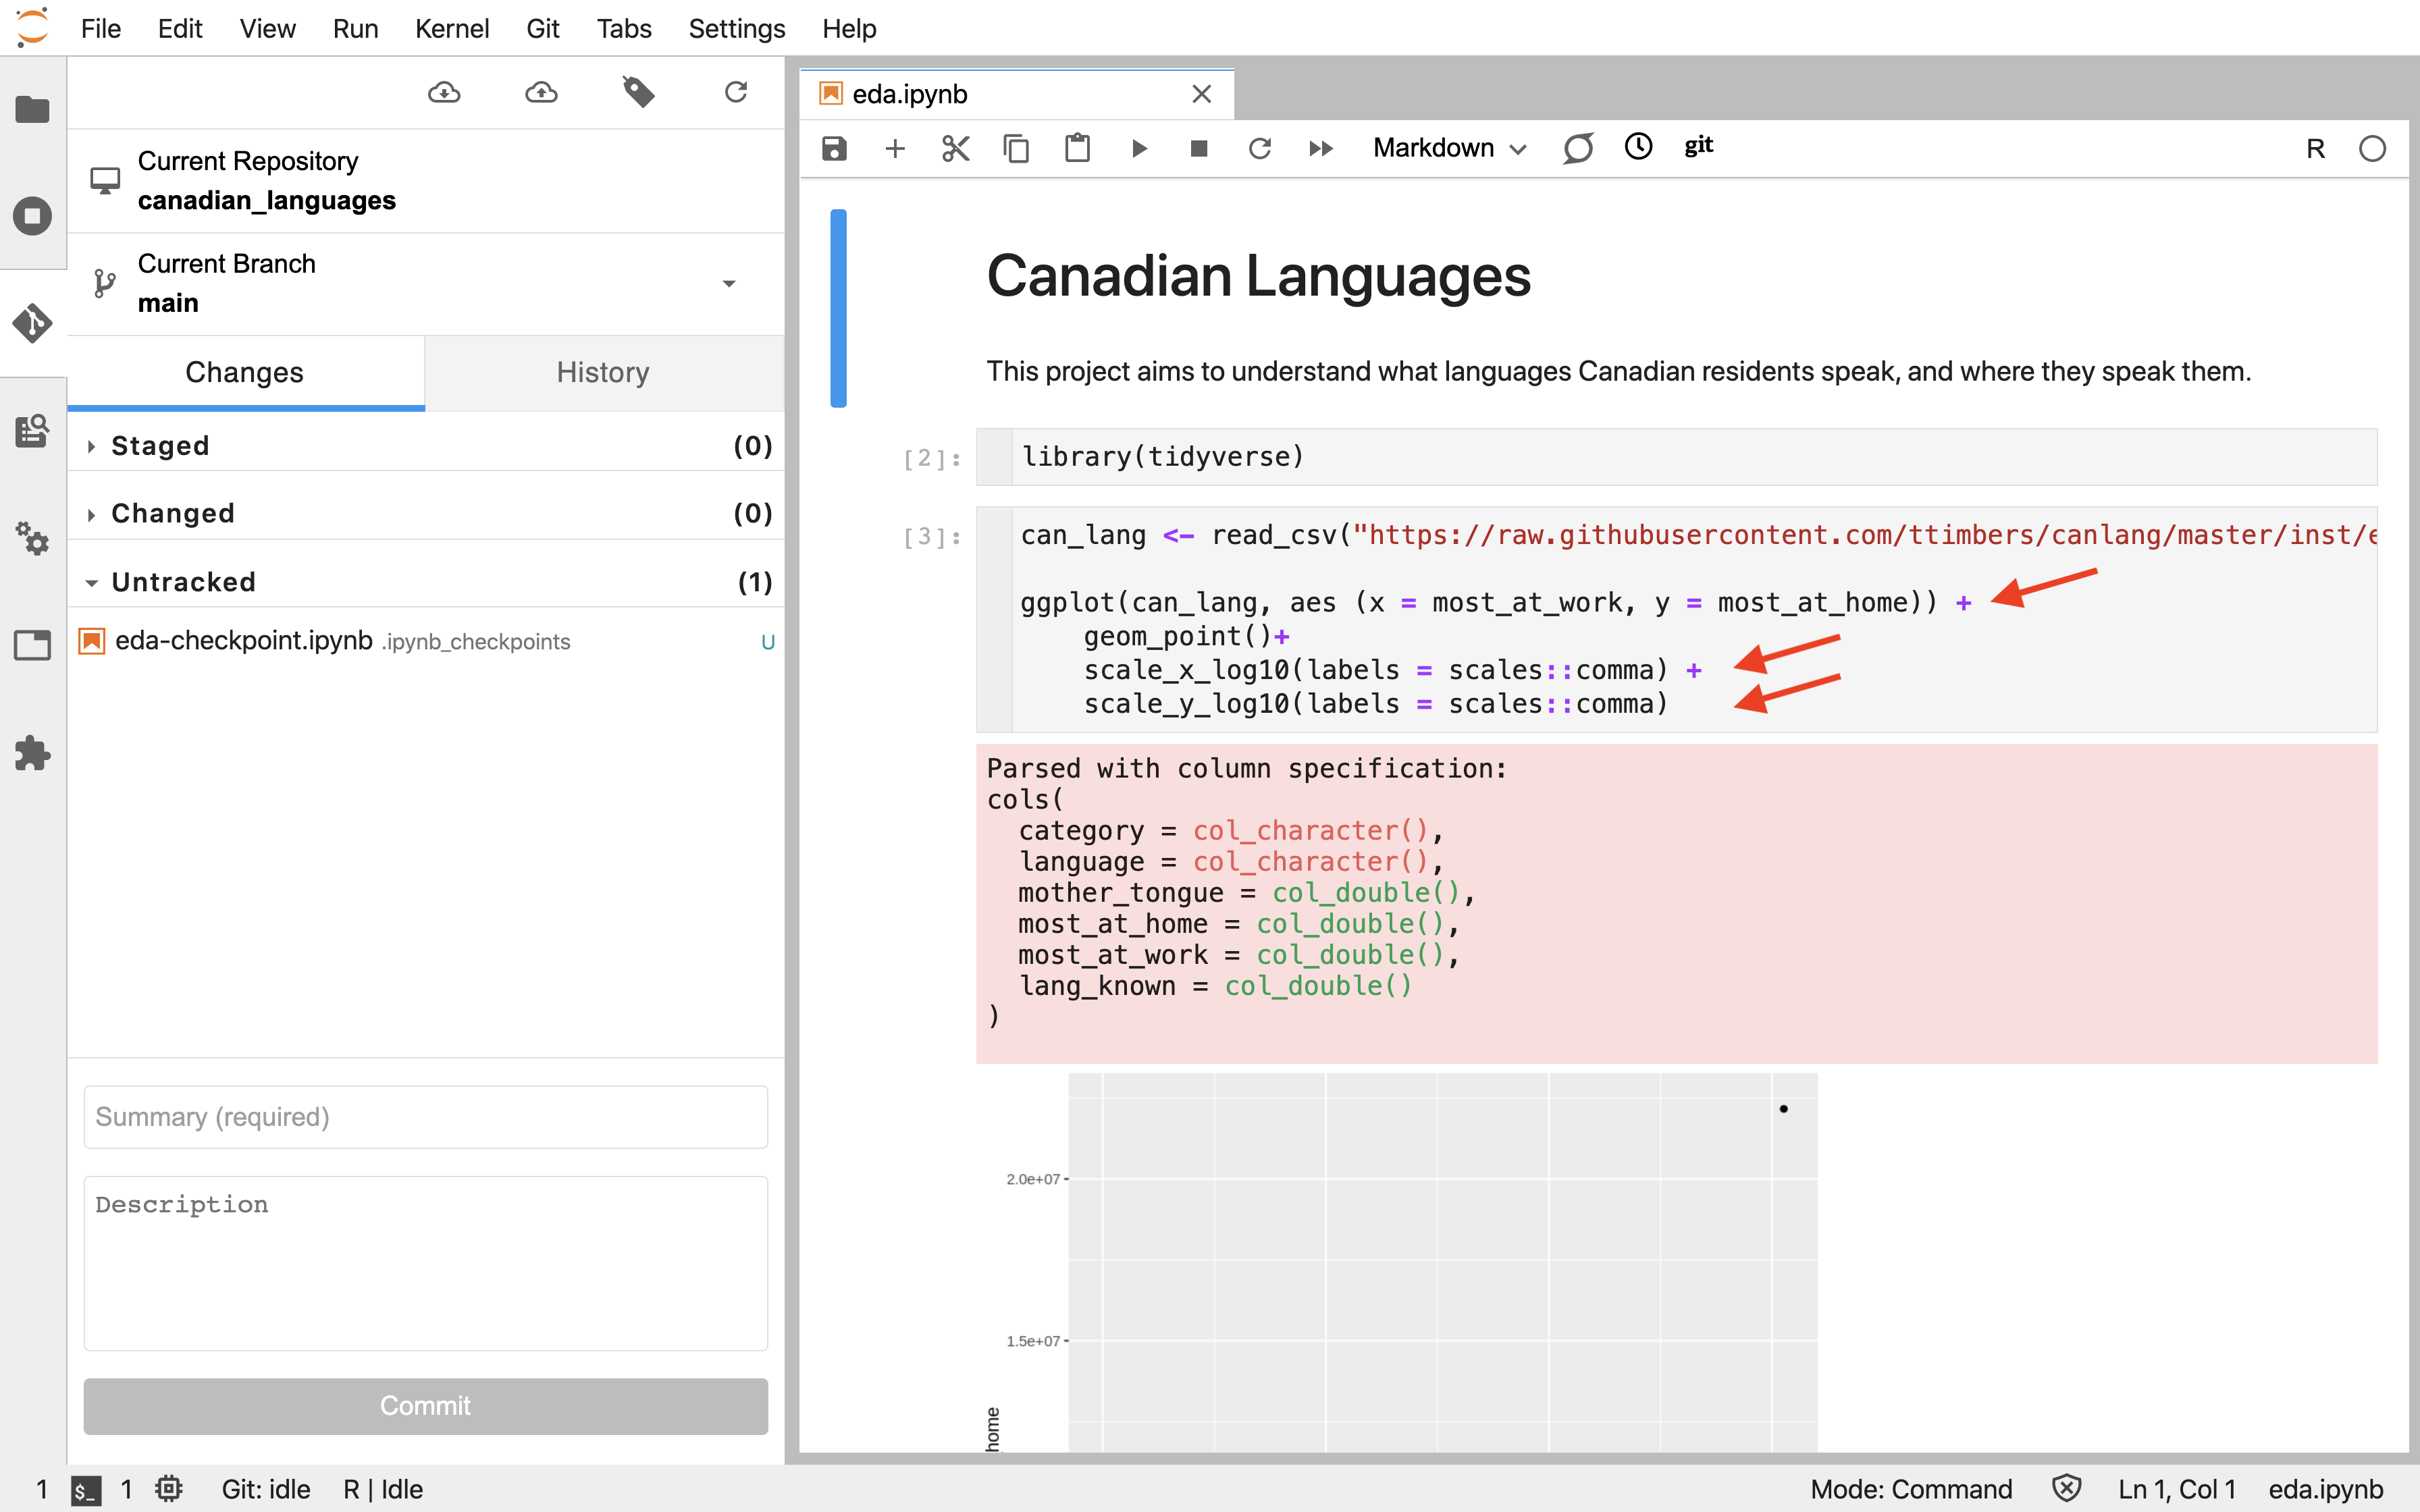 File Edit View Run Kernel Git Tabs Settings Help
Current Repository
canadian_languages
Current Branch
main
Changes History
Staged (0)
Changed (0)
Untracked (1)
eda-checkpoint.ipynb .ipynb_checkpoints U
Summary (required)
Description
Commit
eda.ipynb
Markdown git R
Canadian Languages
This project aims to understand what languages Canadian residents speak, and where they speak them.
[2]: library(tidyverse)
[3]: can_lang <- read_csv("https://raw.githubusercontent.com/ttimbers/canlang/master/inst/e
ggplot(can_lang, aes (x = most_at_work, y = most_at_home)) +
geom_point()+
scale_x_log10(labels = scales::comma) +
scale_y_log10(labels = scales::comma)
Parsed with column specification:
cols(
category = col_character(),
language = col_character(),
mother_tongue = col_double(),
most_at_home = col_double(),
most_at_work = col_double(),
lang_known = col_double()
)
2.0e+07
1.5e+07
home
1 $_ 1 Git: idle R | Idle Mode: Command Ln 1, Col 1 eda.ipynb